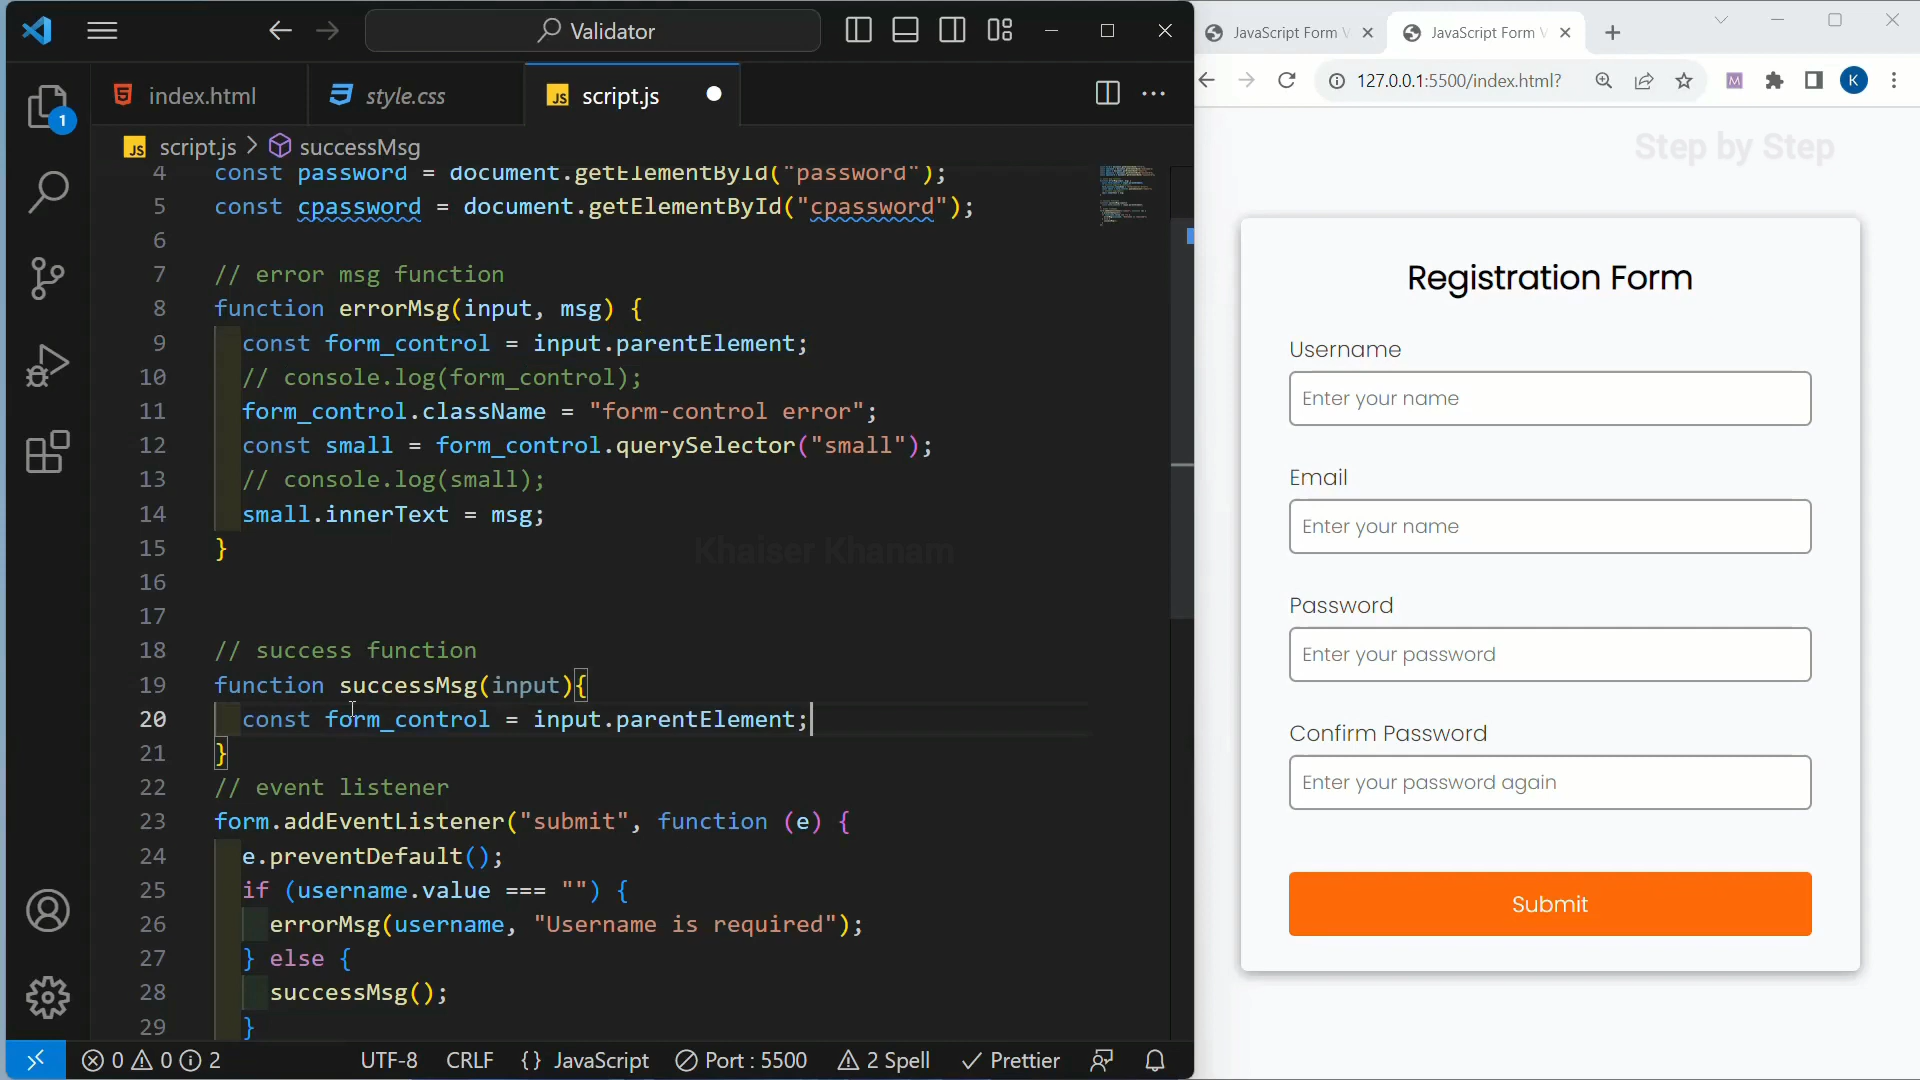 Validator
index.html
style.css
script.js
script.js > successMsg
4 const password = document.getElementById("password");
5 const cpassword = document.getElementById("cpassword");
6
7 // error msg function
8 function errorMsg(input, msg) {
9 const form_control = input.parentElement;
10 // console.log(form_control);
11 form_control.className = "form-control error";
12 const small = form_control.querySelector("small");
13 // console.log(small);
14 small.innerText = msg;
15 }
16
17
18 // success function
19 function successMsg(input){
20 const form_control = input.parentElement;
21 }
22 // event listener
23 form.addEventListener("submit", function (e) {
24 e.preventDefault();
25 if (username.value === "") {
26 errorMsg(username, "Username is required");
27 } else {
28 successMsg();
29 }
Khaiser Khanam
1
0 0 2 UTF-8 CRLF {} JavaScript Port : 5500 2 Spell Prettier
JavaScript Form V
JavaScript Form V
127.0.0.1:5500/index.html?
M
K
Step by Step
Registration Form
Username
Enter your name
Email
Enter your name
Password
Enter your password
Confirm Password
Enter your password again
Submit